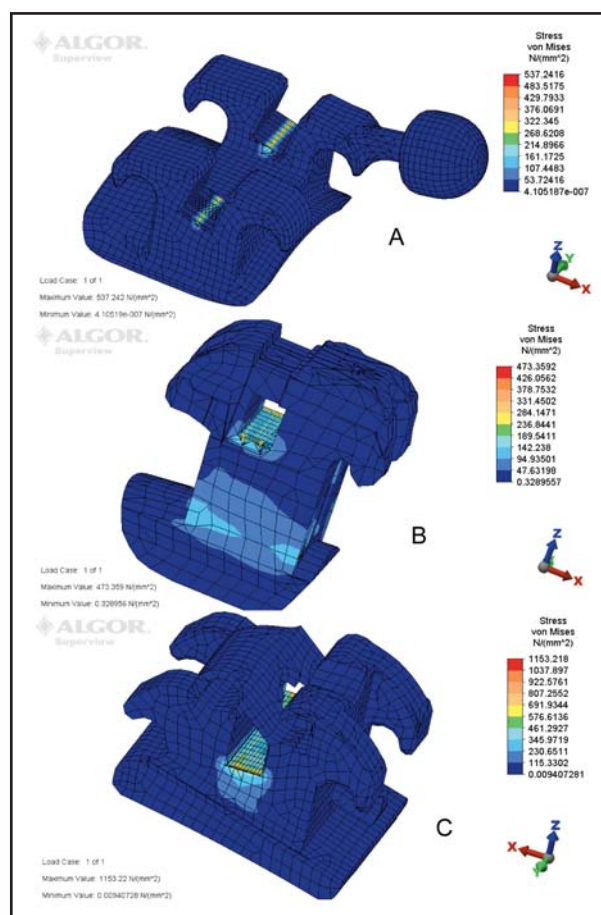 ALGOR.
Superview
Stress
von Mises
N/(mm^2)
537.2416
483.5175
429.7933
376.0691
322.345
268.6208
214.8966
161.1725
107.4483
53.72416
4.105187e-007
A
Z
Y
X
Load Case: 1 of 1
Maximum Value: 537.242 N/(mm^2)
Minimum Value: 4.10519e-007 N/(mm^2)
ALGOR.
Superview
Stress
von Mises
N/(mm^2)
473.3592
426.0562
378.7532
331.4502
284.1471
236.8441
189.5411
142.238
94.93501
47.63198
0.3289557
B
Z
X
Load Case: 1 of 1
Maximum Value: 473.359 N/(mm^2)
Minimum Value: 0.328956 N/(mm^2)
ALGOR.
Superview
Stress
von Mises
N/(mm^2)
1153.218
1037.897
922.5761
807.2552
691.9344
576.6136
461.2927
345.9719
230.6511
115.3302
0.009407281
C
Z
X
Y
Load Case: 1 of 1
Maximum Value: 1153.22 N/(mm^2)
Minimum Value: 0.00940728 N/(mm^2)